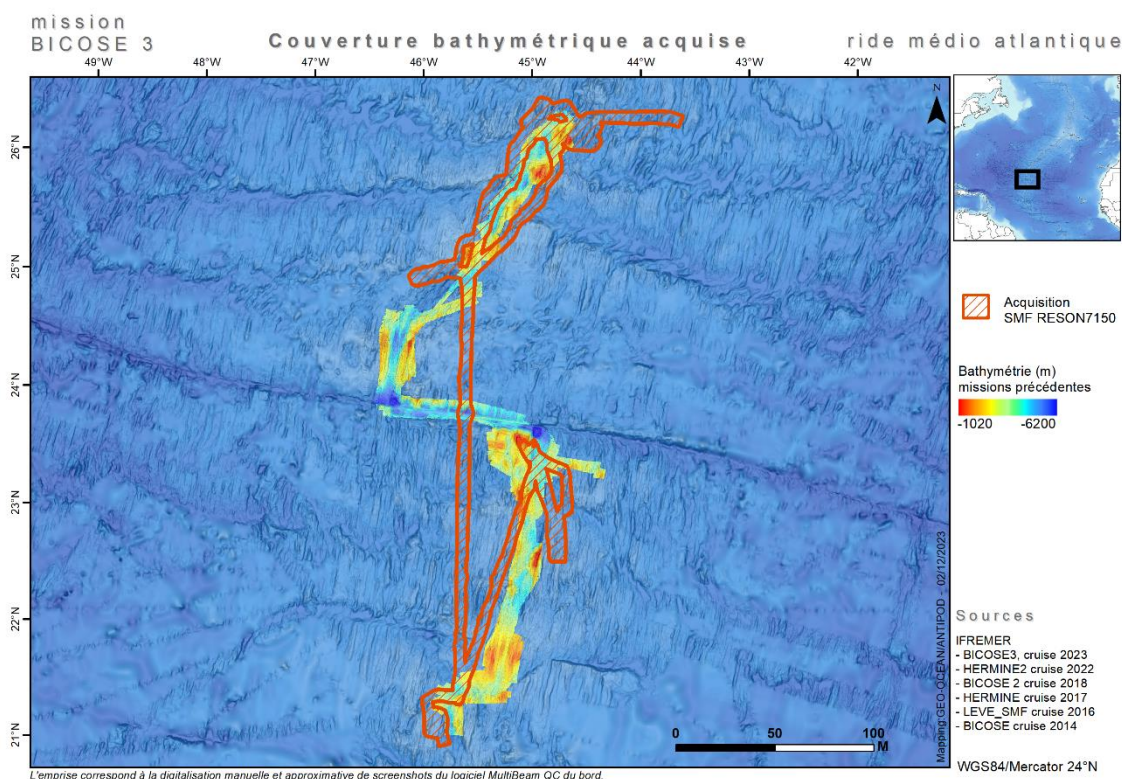 mission
BICOSE 3
Couverture bathymétrique acquise
ride médio atlantique
49°W 48°W 47°W 46°W 45°W 44°W 43°W 42°W
26°N
25°N
24°N
23°N
22°N
21°N
N
Acquisition
SMF RESON7150
Bathymétrie (m)
missions précédentes
-1020 -6200
Sources
IFREMER
- BICOSE3, cruise 2023
- HERMINE2 cruise 2022
- BICOSE 2 cruise 2018
- HERMINE cruise 2017
- LEVE_SMF cruise 2016
- BICOSE cruise 2014
WGS84/Mercator 24°N
Mapping GEO-OCEAN/ANTIPOD - 02/12/2023
0 50 100
M
L'emprise correspond à la digitalisation manuelle et approximative de screenshots du logiciel MultiBeam QC du bord.